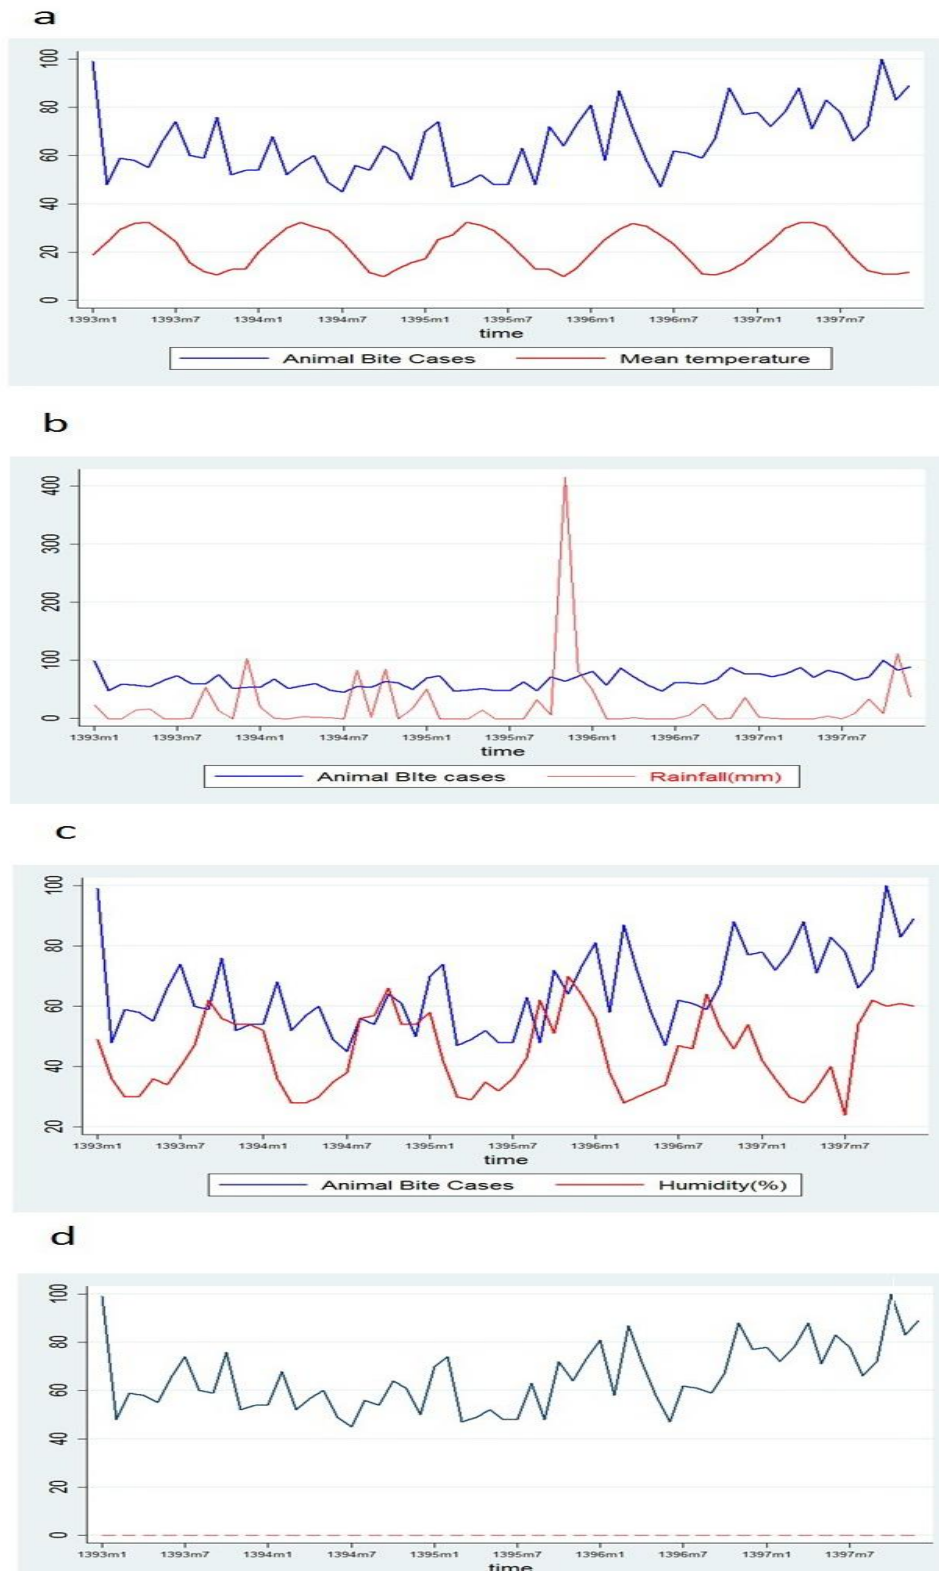 a
100
80
60
40
20
0
1393m1 1393m7 1394m1 1394m7 1395m1 1395m7 1396m1 1396m7 1397m1 1397m7
time
Animal Bite Cases Mean temperature
b
400
300
200
100
0
1393m1 1393m7 1394m1 1394m7 1395m1 1395m7 1396m1 1396m7 1397m1 1397m7
time
Animal BIte cases Rainfall(mm)
c
100
80
60
40
20
1393m1 1393m7 1394m1 1394m7 1395m1 1395m7 1396m1 1396m7 1397m1 1397m7
time
Animal Bite Cases Humidity(%)
d
100
80
60
40
20
0
1393m1 1393m7 1394m1 1394m7 1395m1 1395m7 1396m1 1396m7 1397m1 1397m7
time